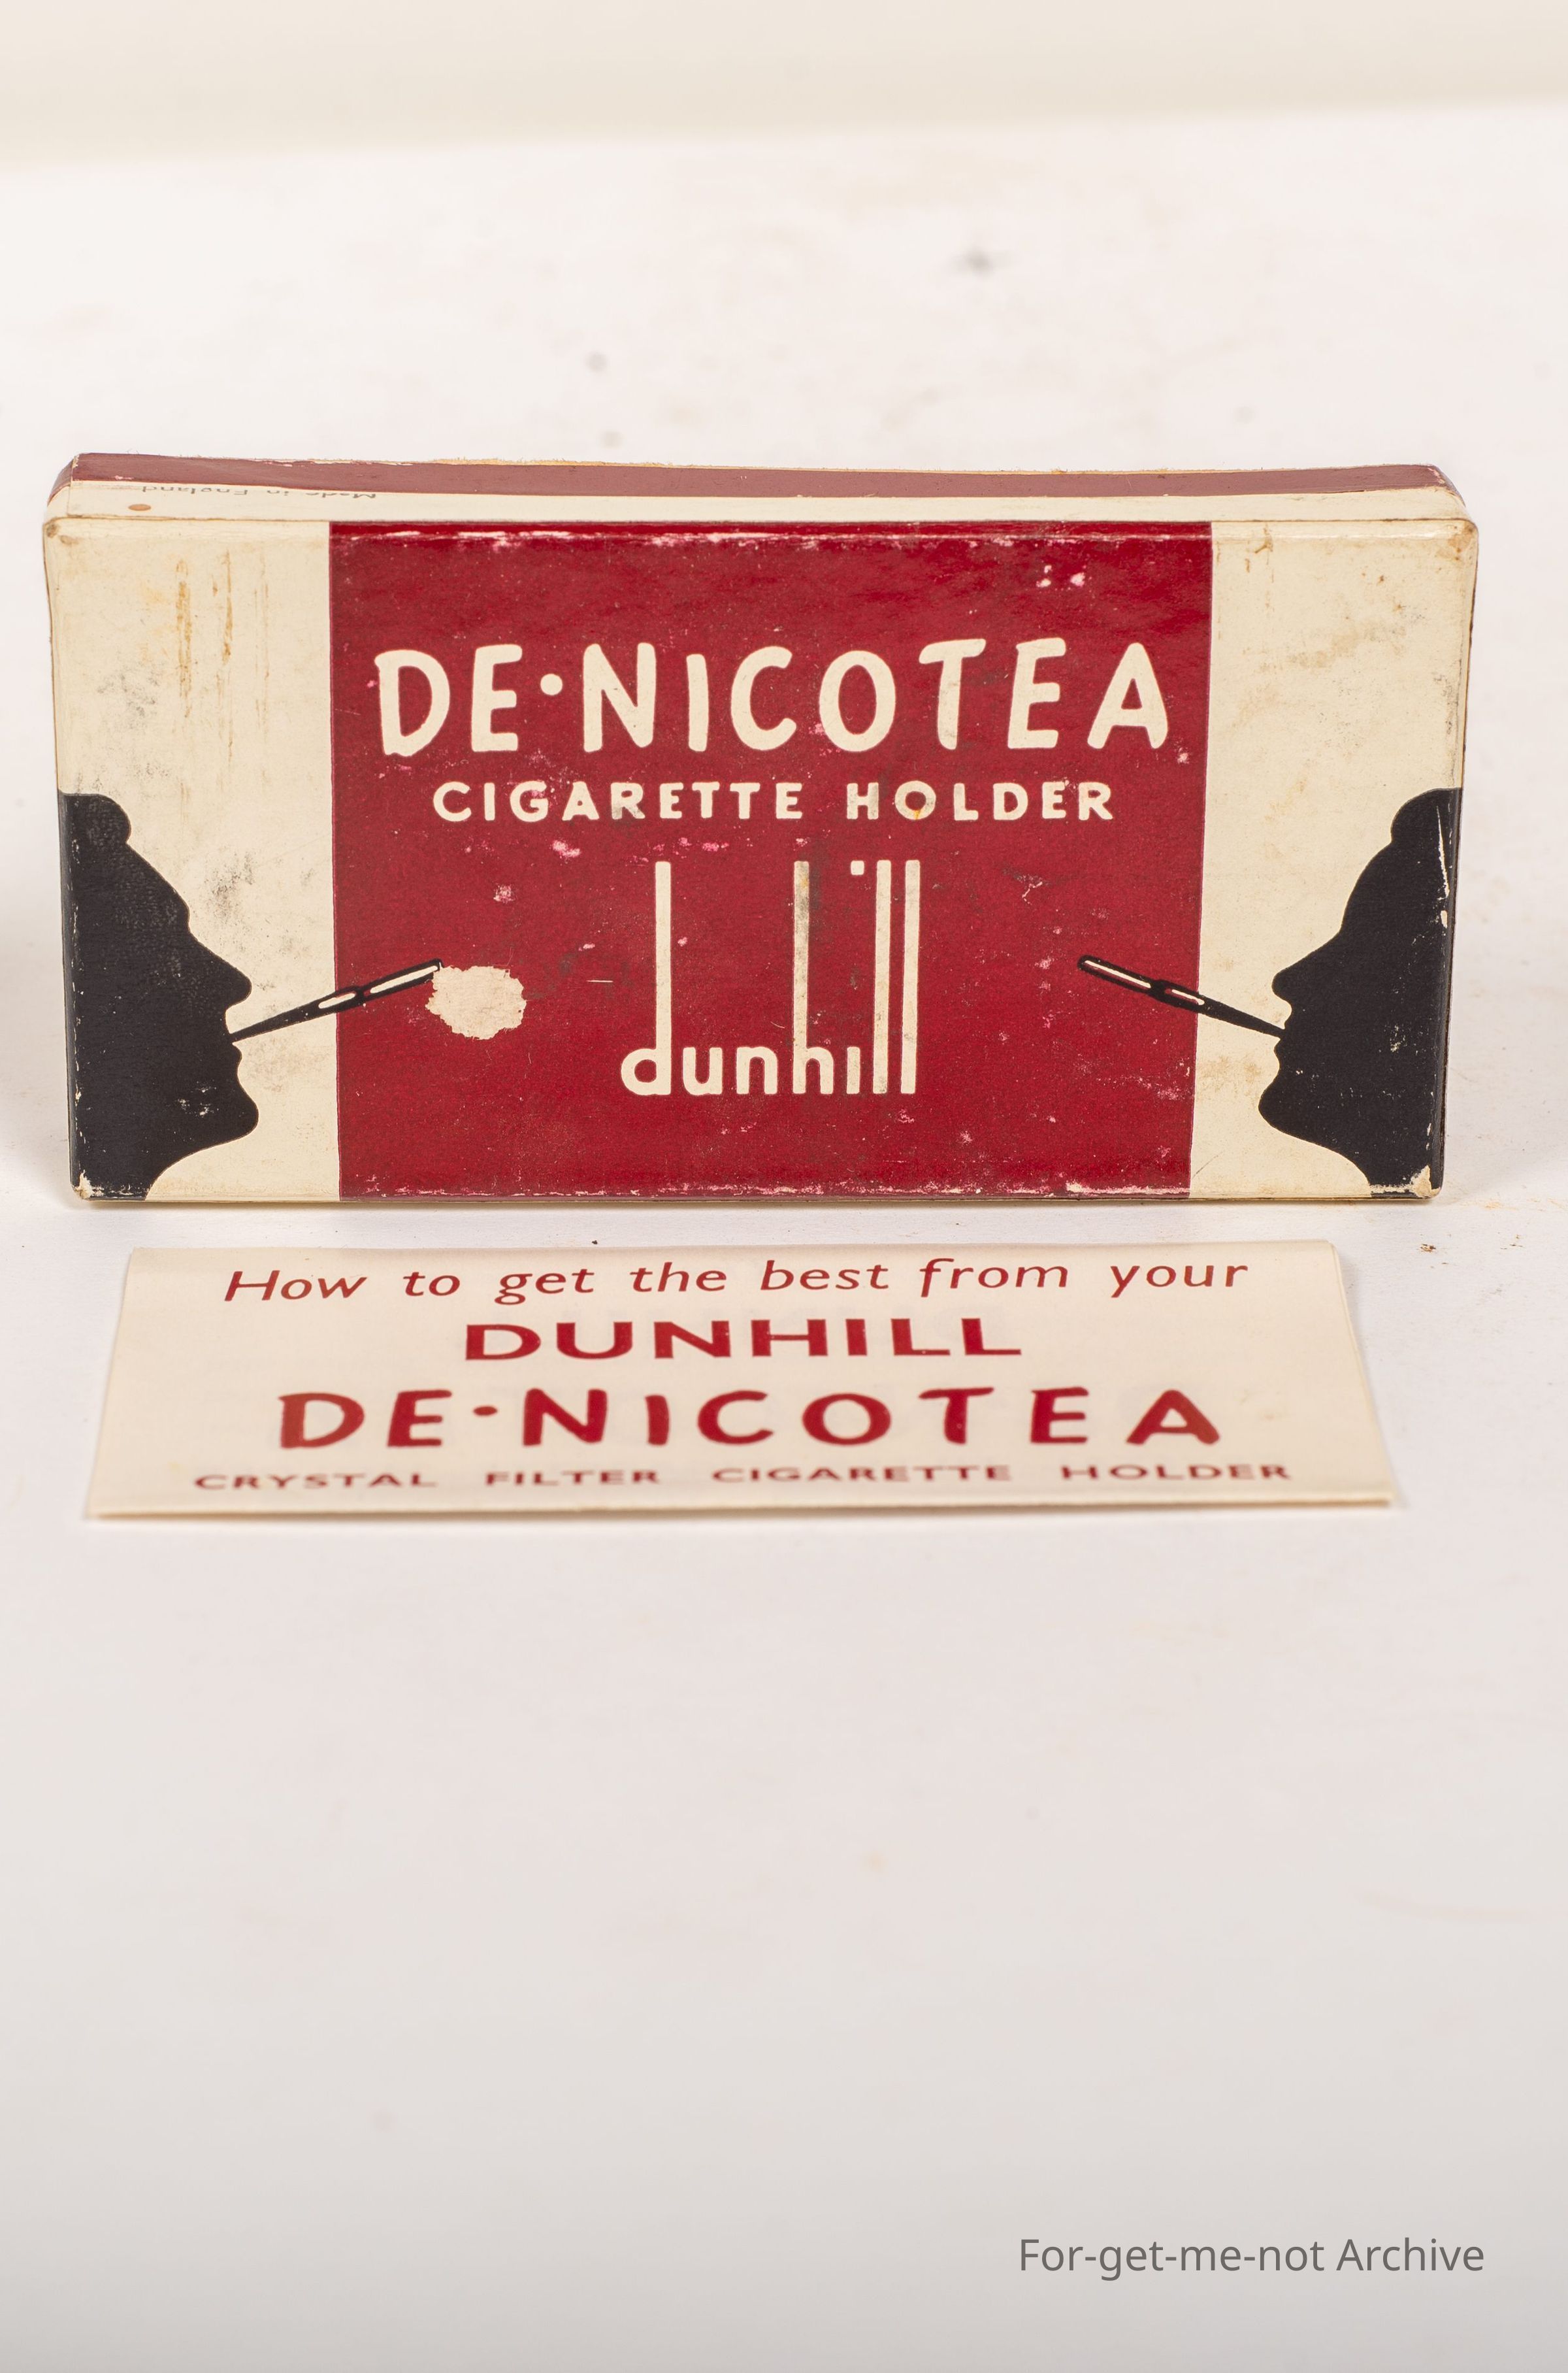 Made in England
DE·NICOTEA
CIGARETTE HOLDER
dunhill
How to get the best from your
DUNHILL
DE·NICOTEA
CRYSTAL FILTER CIGARETTE HOLDER
For-get-me-not Archive